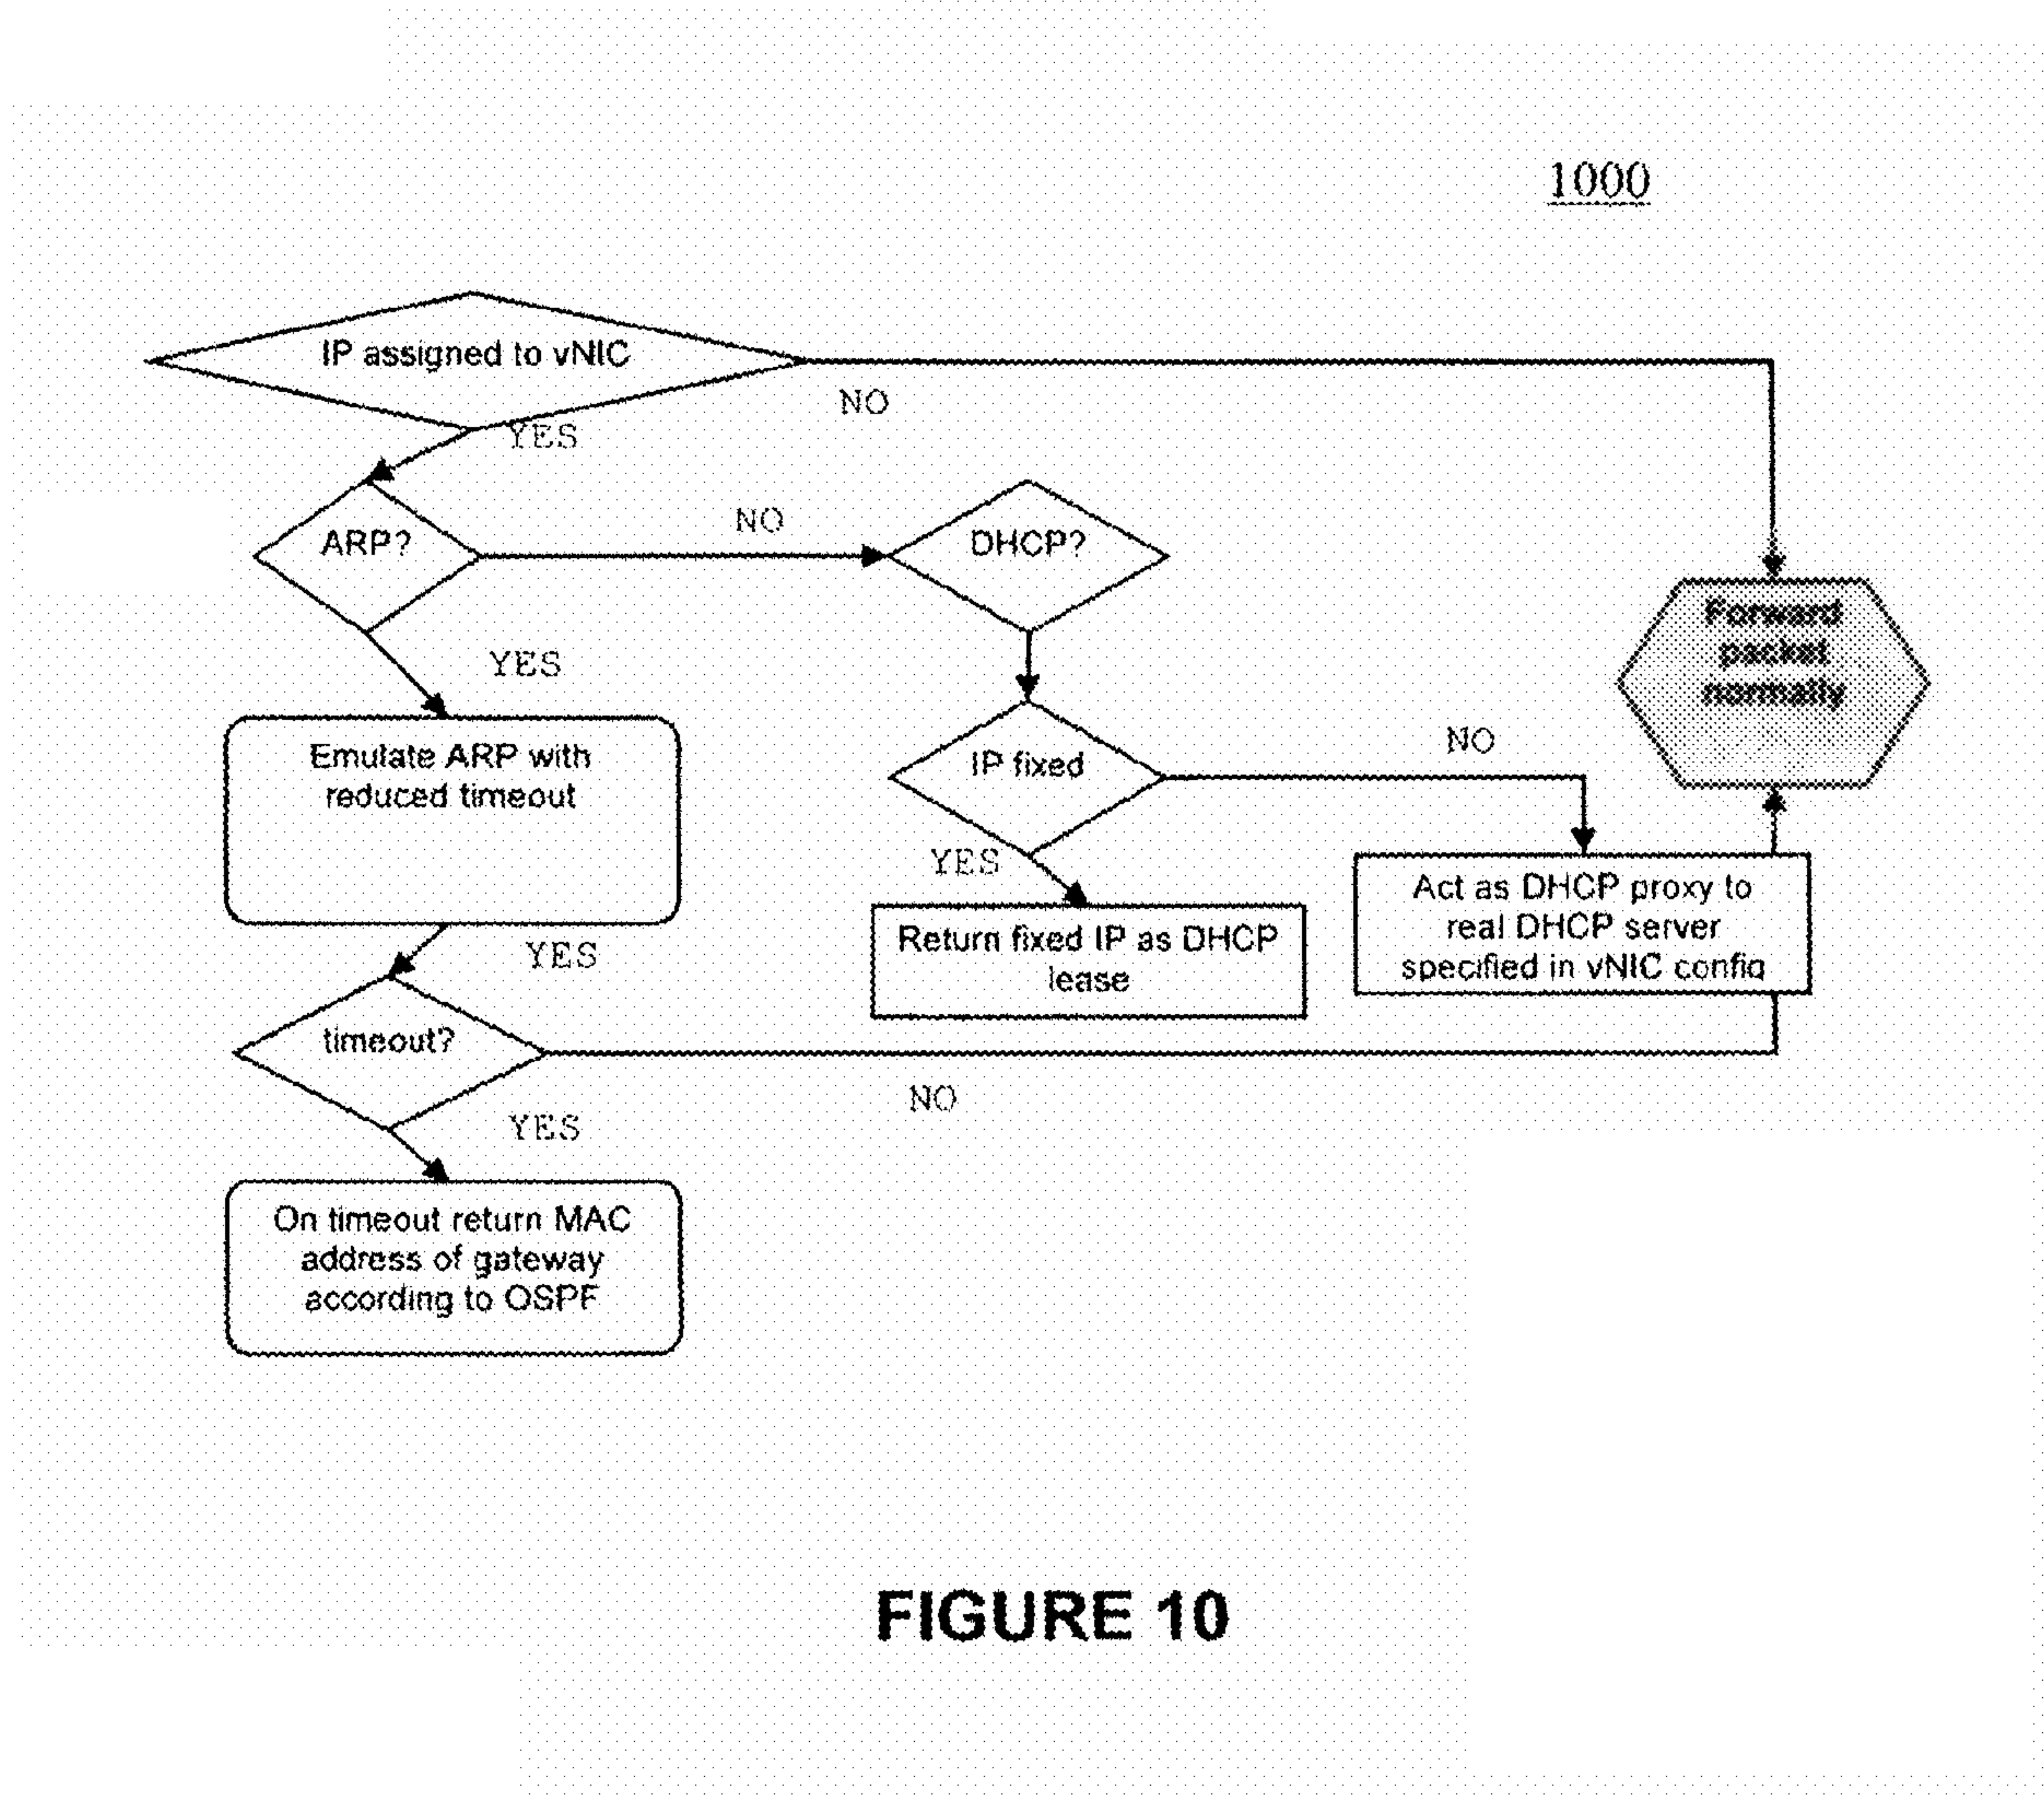 1000
IP assigned to vNIC
NO
YES
ARP?
NO
DHCP?
YES
Forward
packet
normally
Emulate ARP with
reduced timeout
IP fixed
NO
YES
Return fixed IP as DHCP
lease
Act as DHCP proxy to
real DHCP server
specified in vNIC config
YES
timeout?
NO
YES
On timeout return MAC
address of gateway
according to OSPF
FIGURE 10